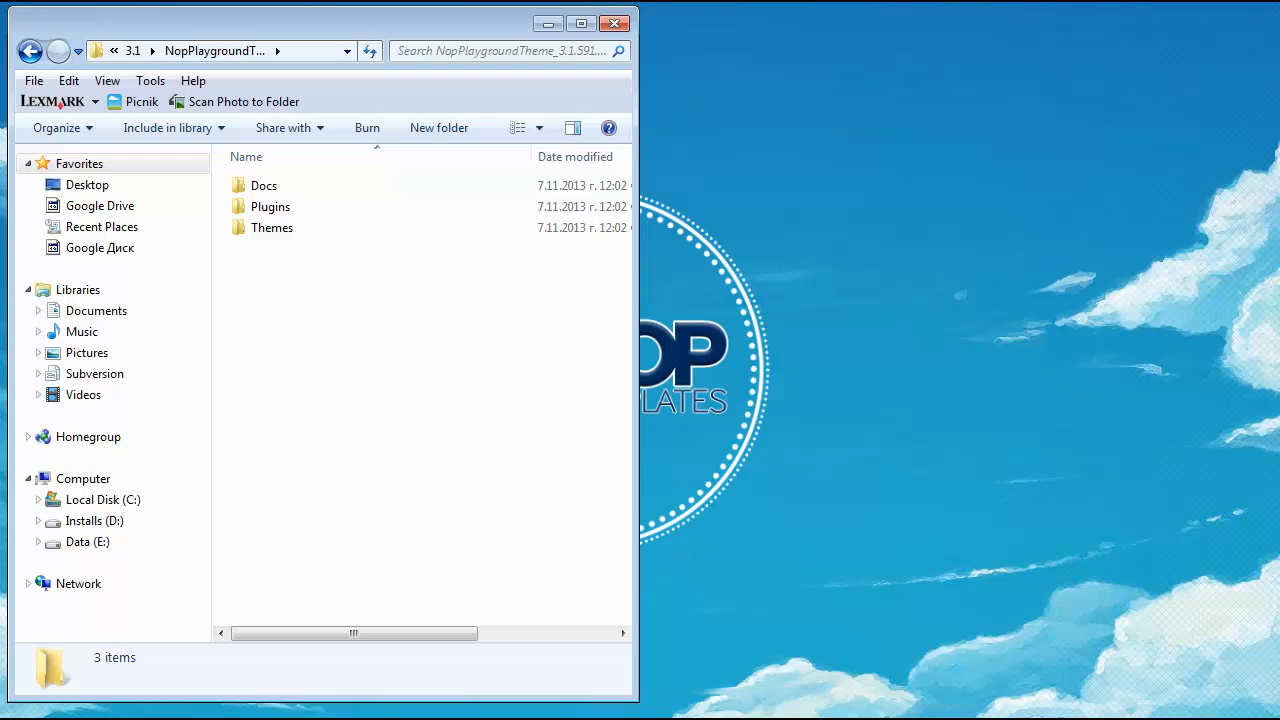 3.1 NopPlaygroundT... Search NopPlaygroundTheme_3.1.591....
File Edit View Tools Help
LEXMARK Picnik Scan Photo to Folder
Organize Include in library Share with Burn New folder
Name Date modified
Favorites
Desktop
Google Drive
Recent Places
Google Диск
Libraries
Documents
Music
Pictures
Subversion
Videos
Homegroup
Computer
Local Disk (C:)
Installs (D:)
Data (E:)
Network
Docs 7.11.2013 г. 12:02
Plugins 7.11.2013 г. 12:02
Themes 7.11.2013 г. 12:02
3 items
OP
LATES